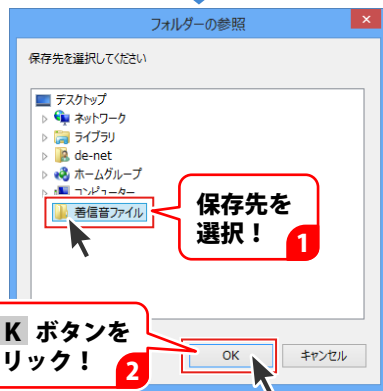 フォルダーの参照
保存先を選択してください
デスクトップ
ネットワーク
ライブラリ
de-net
ホームグループ
コンピューター
着信音ファイル
保存先を
選択！
1
K ボタンを
リック！
2
OK
キャンセル